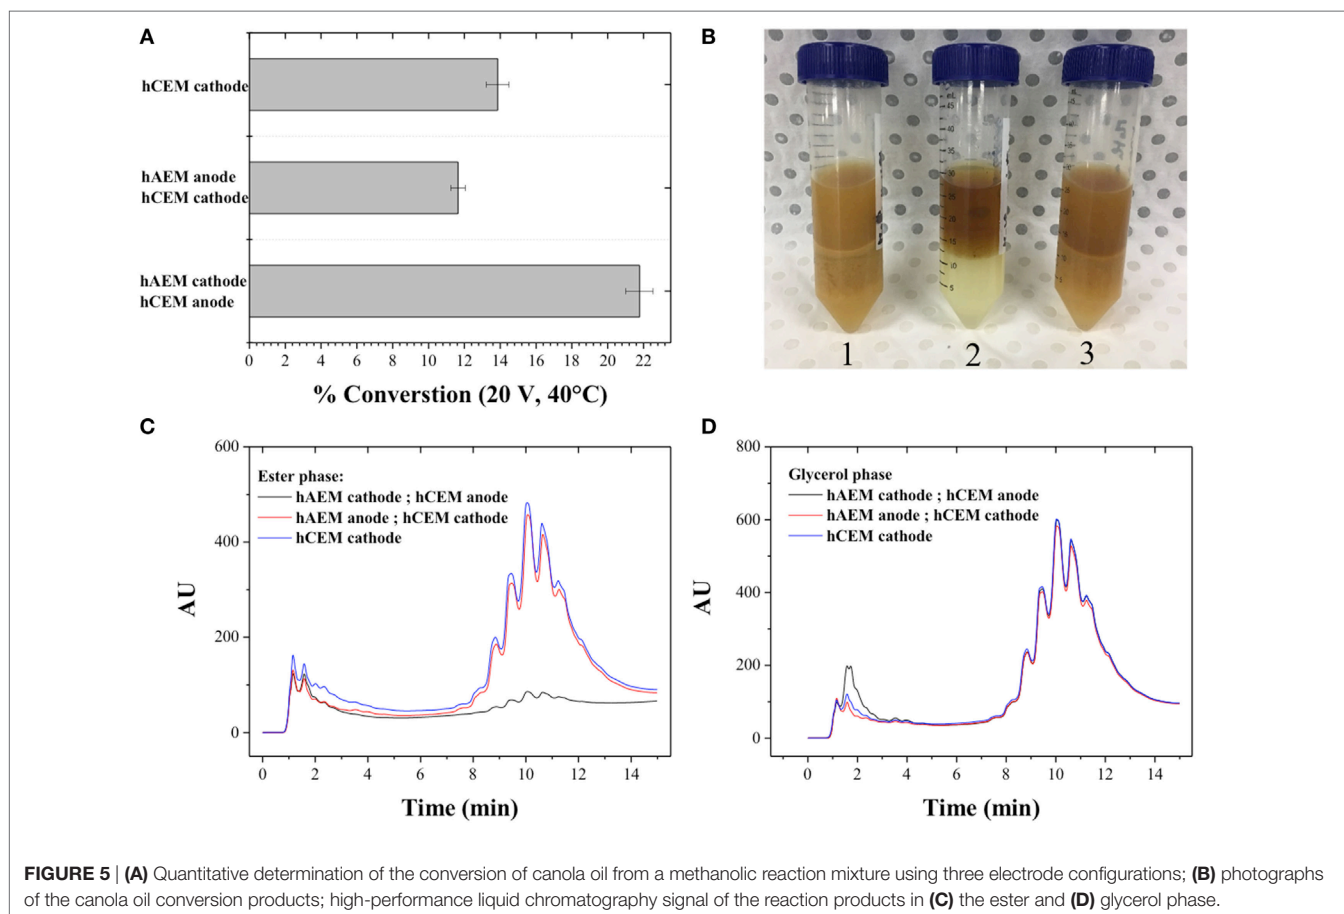 A
hCEM cathode
hAEM anode
hCEM cathode
hAEM cathode
hCEM anode
0 2 4 6 8 10 12 14 16 18 20 22
% Converstion (20 V, 40°C)
B
1 2 3
C
600
400
200
0
AU
Ester phase:
hAEM cathode ; hCEM anode
hAEM anode ; hCEM cathode
hCEM cathode
0 2 4 6 8 10 12 14
Time (min)
D
800
600
400
200
0
AU
Glycerol phase
hAEM cathode ; hCEM anode
hAEM anode ; hCEM cathode
hCEM cathode
0 2 4 6 8 10 12 14
Time (min)
FIGURE 5 | (A) Quantitative determination of the conversion of canola oil from a methanolic reaction mixture using three electrode configurations; (B) photographs
of the canola oil conversion products; high-performance liquid chromatography signal of the reaction products in (C) the ester and (D) glycerol phase.